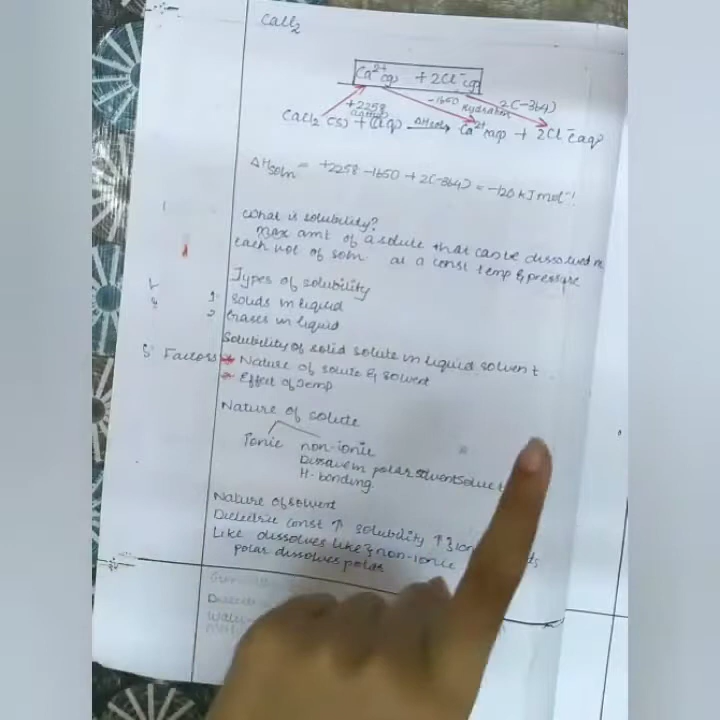 CaCl2
Ca²⁺(g) + 2Cl⁻(g)
+2258 -1650 Hydration 2(-364)
CaCl2 (s) + (aq) ΔHsoln → Ca²⁺(aq) + 2Cl⁻(aq)
ΔHsoln = +2258 -1650 + 2(-364) = -120 kJ mol⁻¹
What is solubility?
max amt of a solute that can be dissolved in
each vol of soln. at a const temp & pressure
Types of solubility
1. solids in liquid
2. Gases in liquid
Solubility of solid solute in liquid solvent
Factors * Nature of solute & solvent
* Effect of Temp
Nature of solute
Ionic non-ionic
Dissolve in polar solvent
H-bonding.
Nature of solvent
Dielectric const ↑ solubility ↑
Like dissolves like non-ionic
polar dissolves polar